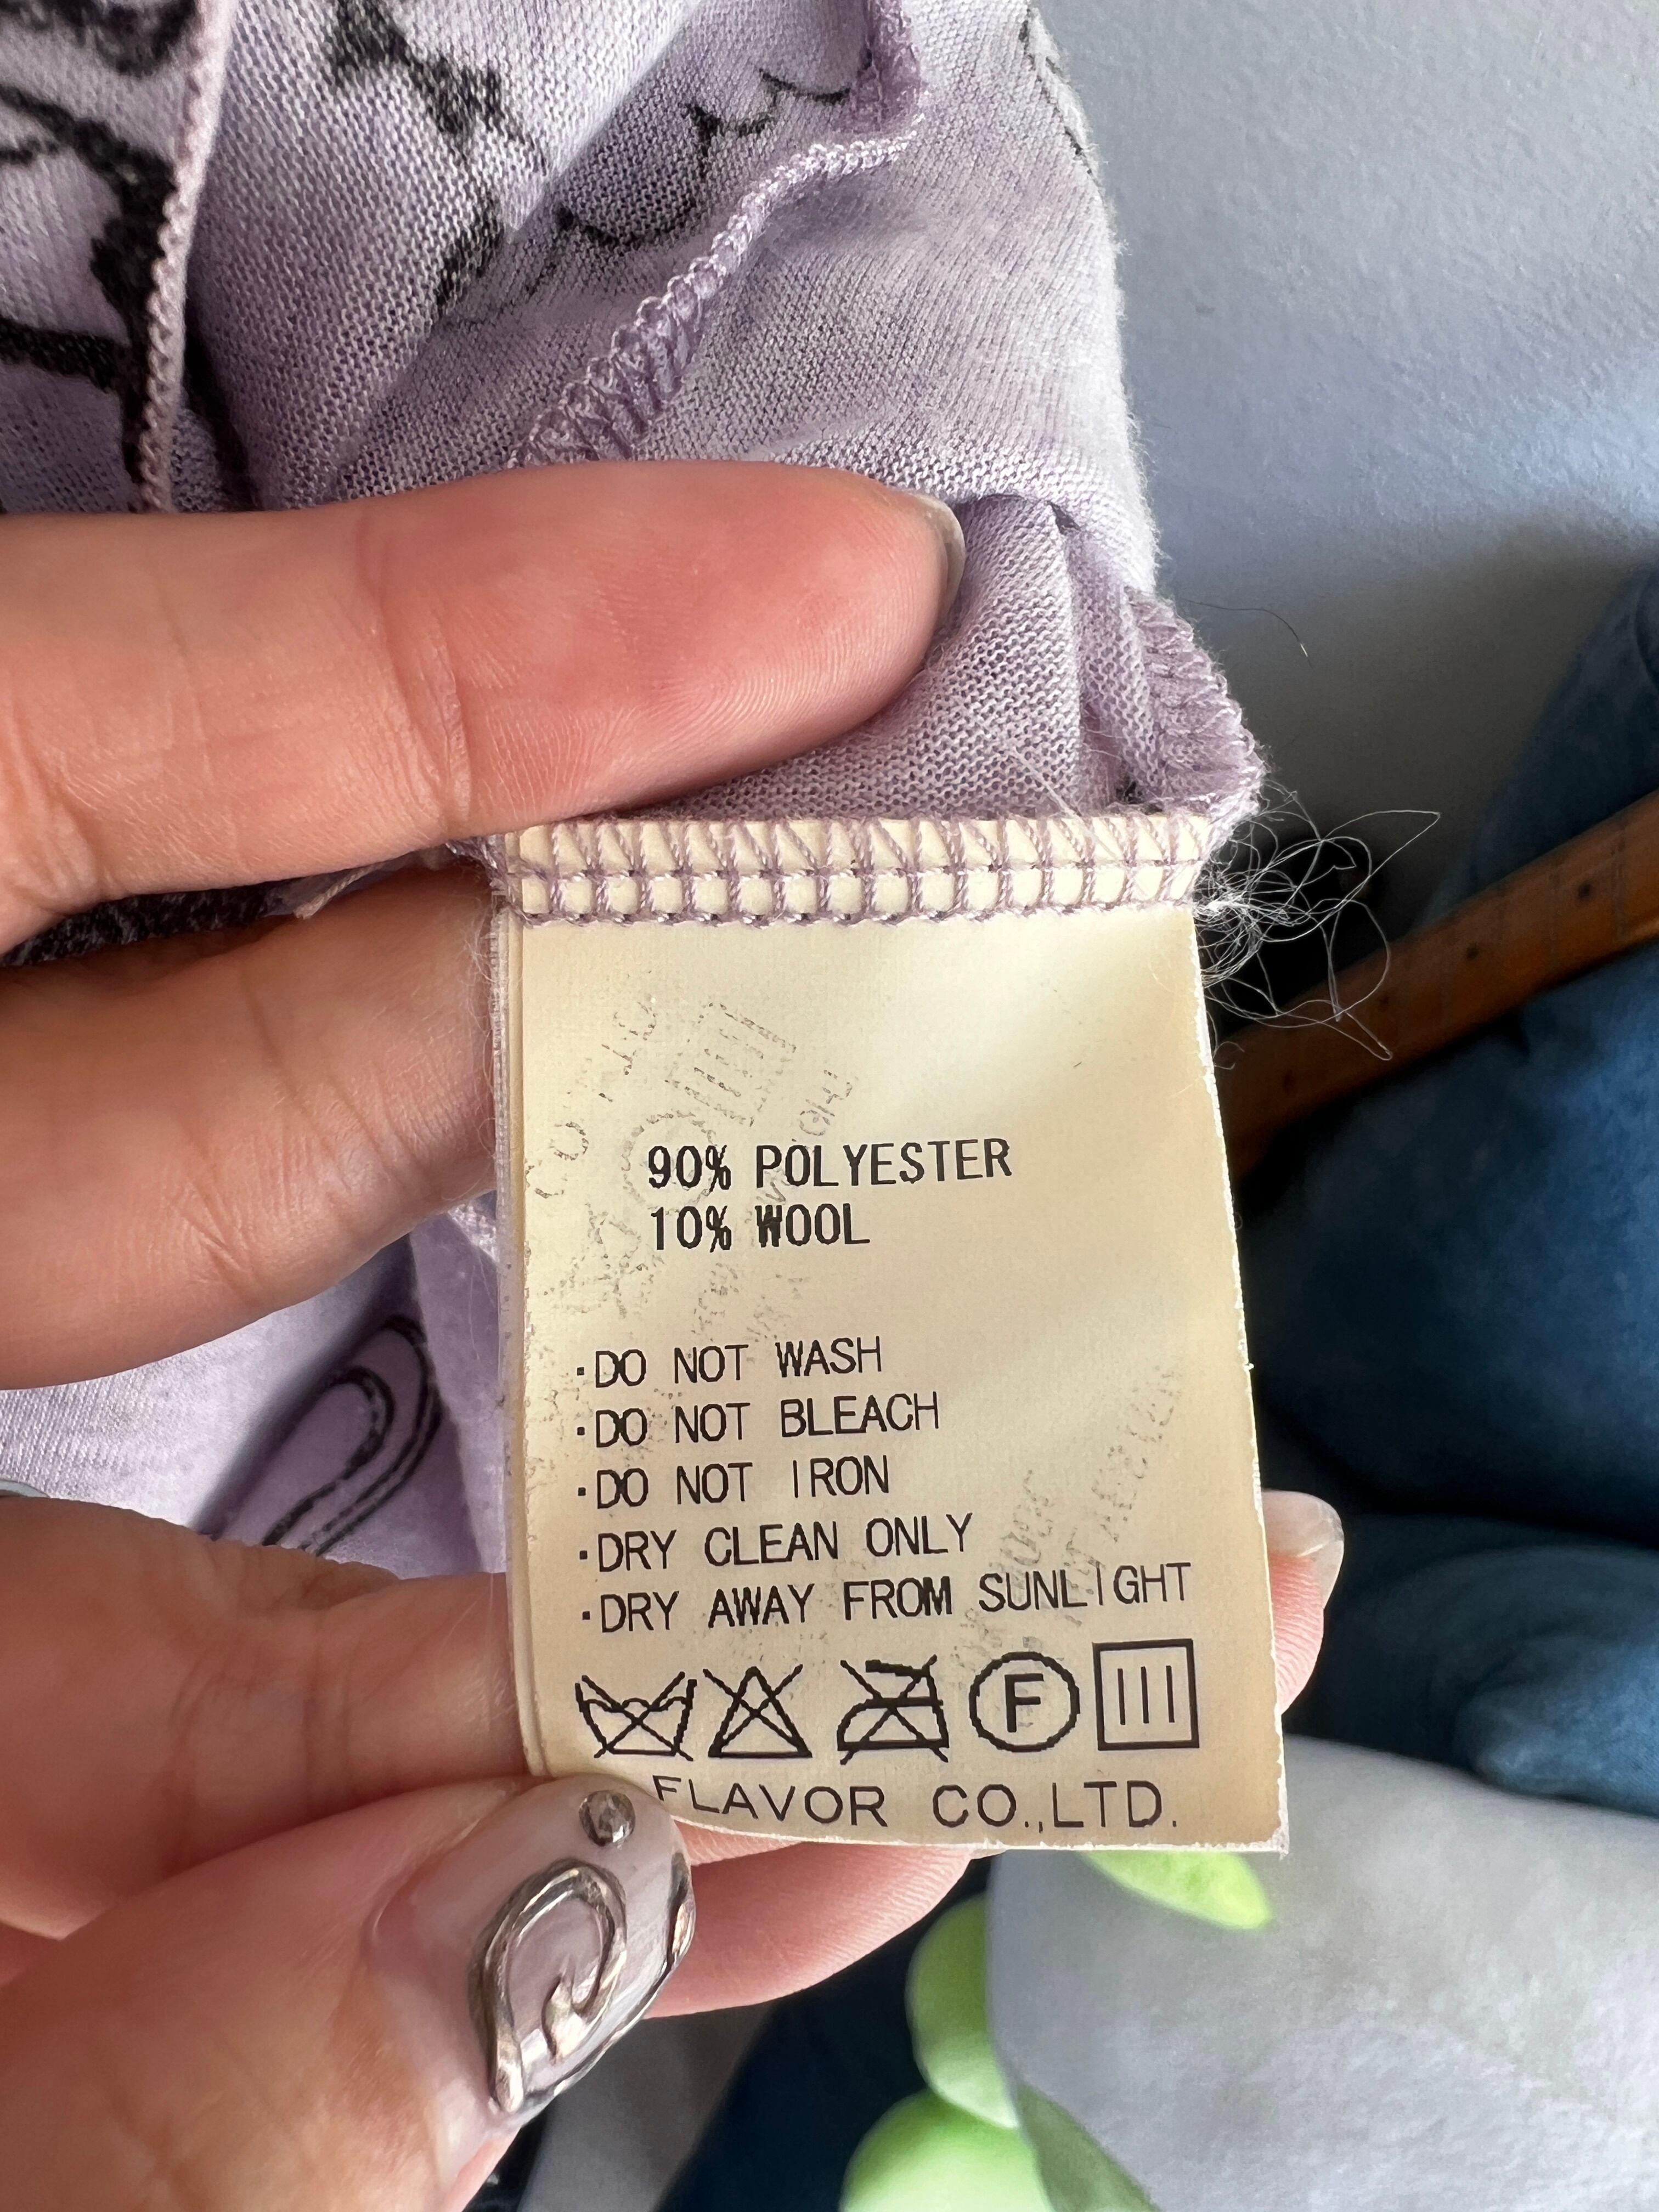 90% POLYESTER
10% WOOL
·DO NOT WASH
·DO NOT BLEACH
·DO NOT IRON
·DRY CLEAN ONLY
·DRY AWAY FROM SUNLIGHT
F
FLAVOR CO.,LTD.